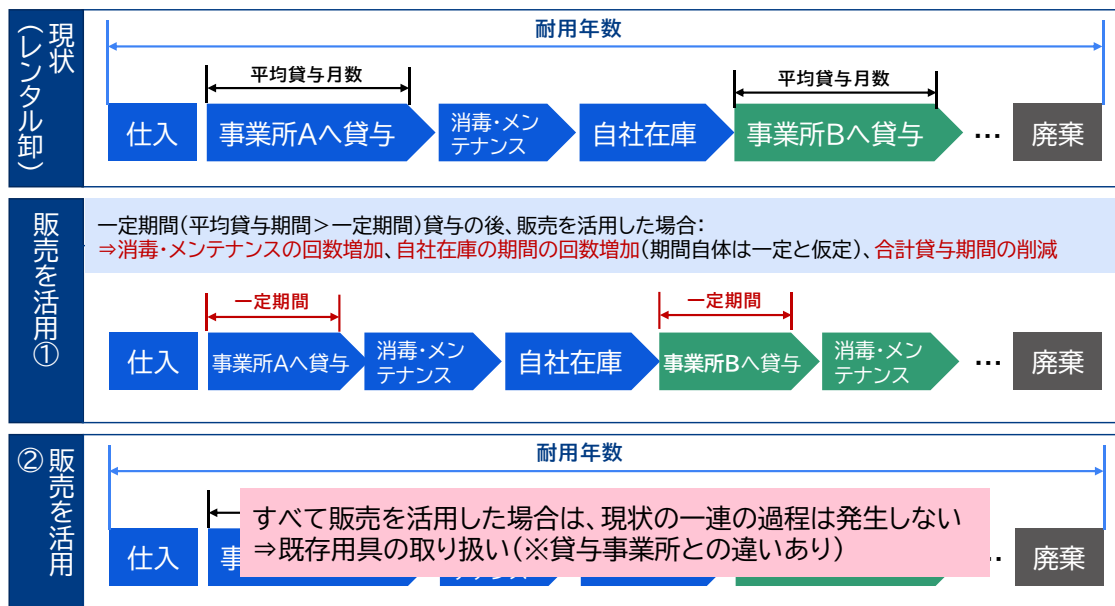 現状
(レンタル卸)
耐用年数
平均貸与月数
平均貸与月数
仕入
事業所Aへ貸与
消毒・メン
テナンス
自社在庫
事業所Bへ貸与
…
廃棄
販売を活用①
一定期間(平均貸与期間＞一定期間)貸与の後、販売を活用した場合:
⇒消毒・メンテナンスの回数増加、自社在庫の期間の回数増加(期間自体は一定と仮定)、合計貸与期間の削減
一定期間
一定期間
仕入
事業所Aへ貸与
消毒・メン
テナンス
自社在庫
事業所Bへ貸与
消毒・メン
テナンス
…
廃棄
販売を活用
②
耐用年数
すべて販売を活用した場合は、現状の一連の過程は発生しない
⇒既存用具の取り扱い(※貸与事業所との違いあり)
仕入
事
廃棄